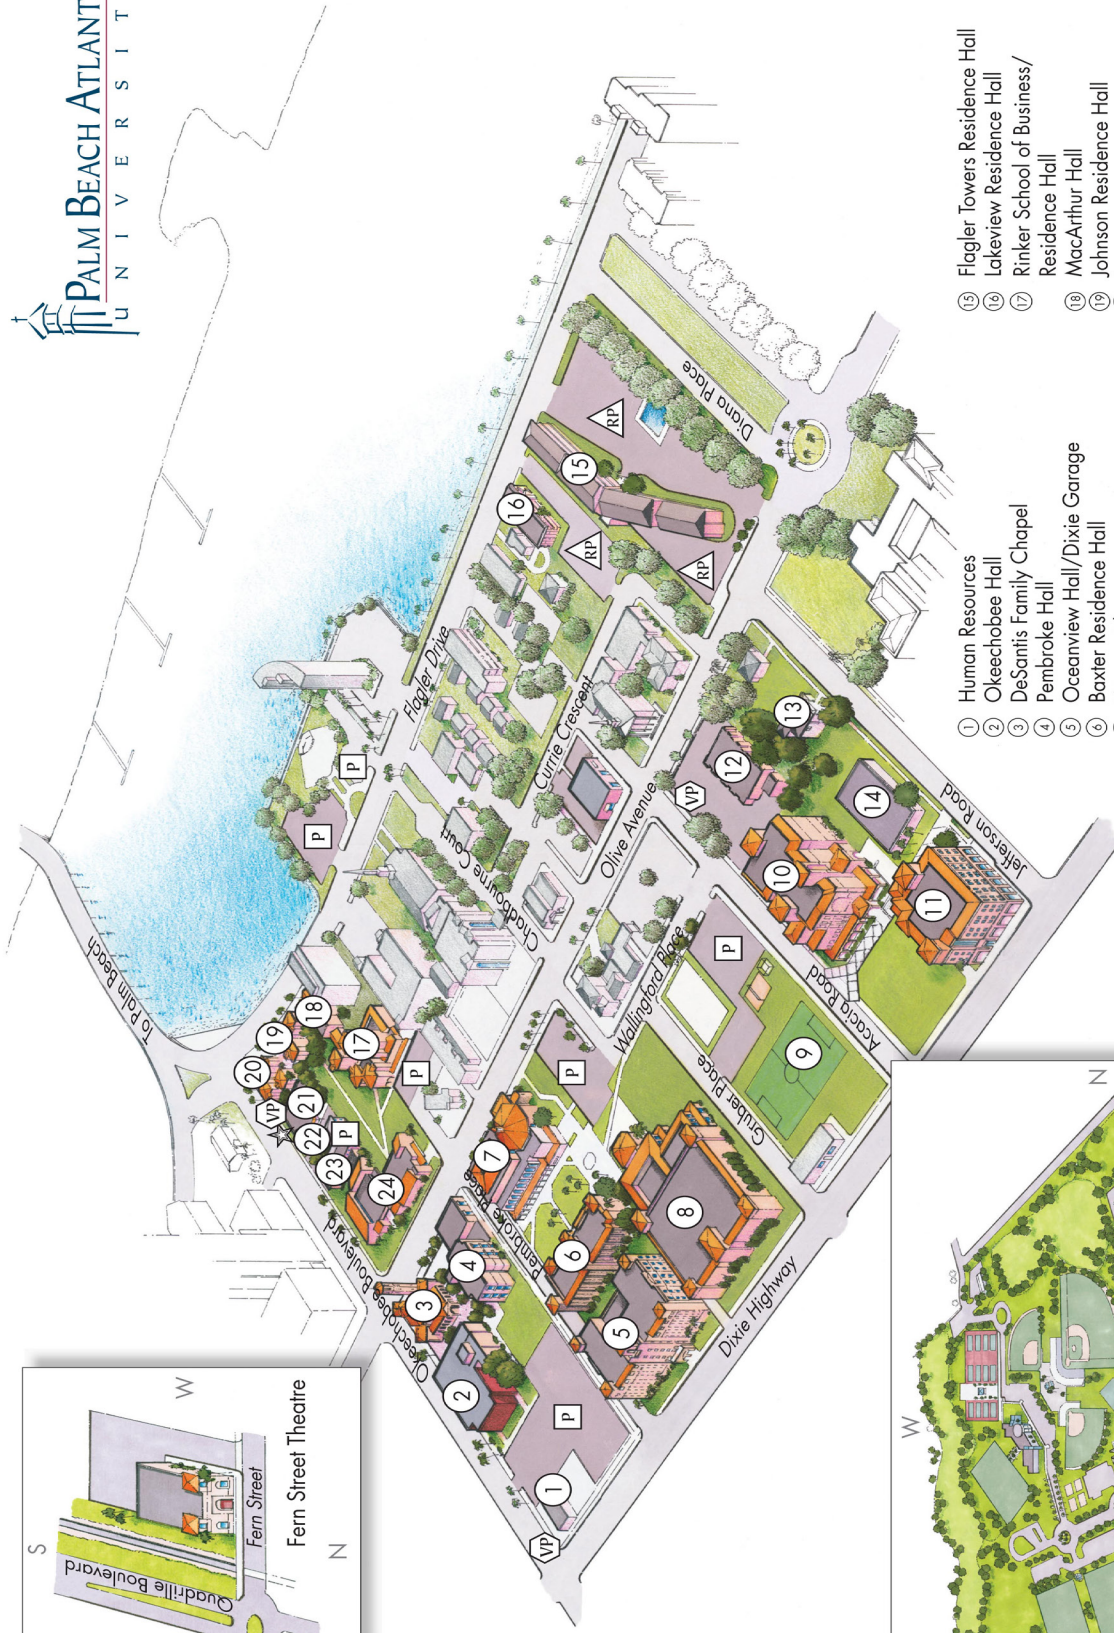 PALM BEACH ATLANT
U N I V E R S I T
To Palm Beach
Flagler Drive
Diana Place
Currie Crescent
Chadbourne Court
Olive Avenue
Wallingford Place
Gruber Place
Acacia Road
Jefferson Road
Okeechobee Boulevard
Pembroke Place
Dixie Highway
1
2
3
4
5
6
7
8
9
10
11
12
13
14
15
16
17
18
19
20
21
22
23
24
P
P
P
P
P
P
P
VP
VP
VP
RP
RP
RP
S
W
N
Quadrille Boulevard
Fern Street
Fern Street Theatre
W
N
1 Human Resources
2 Okeechobee Hall
3 DeSantis Family Chapel
4 Pembroke Hall
5 Oceanview Hall/Dixie Garage
6 Baxter Residence Hall
15 Flagler Towers Residence Hall
16 Lakeview Residence Hall
17 Rinker School of Business/
Residence Hall
18 MacArthur Hall
19 Johnson Residence Hall